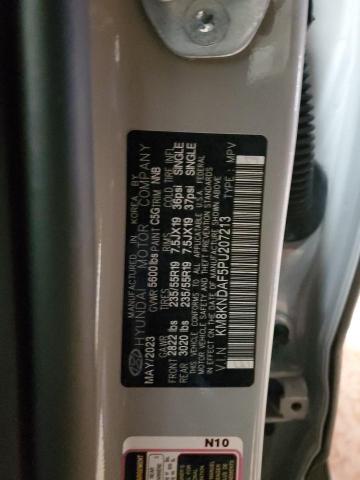 MANUFACTURED IN KOREA BY
HYUNDAI MOTOR COMPANY
MAY/2023 GVWR 5600 lbs PAINT C5G TRIM NNB
GAWR TIRES RIMS COLD TIRE INFL
FRONT 2822 lbs 235/55R19 7.5JX19 36psi SINGLE
REAR 3020 lbs 235/55R19 7.5JX19 37psi SINGLE
THIS VEHICLE CONFORMS TO ALL APPLICABLE U.S. FEDERAL
MOTOR VEHICLE SAFETY, BUMPER, AND THEFT PREVENTION STANDARDS
IN EFFECT ON THE DATE OF MANUFACTURE SHOWN ABOVE.
V.I.N : KM8KNDAF5PU207213 TYPE : MPV
N10